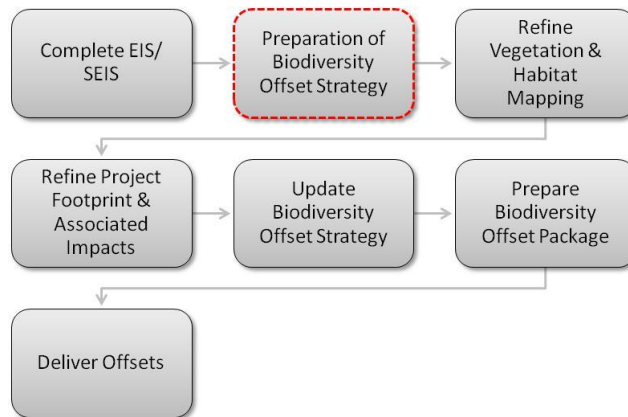 Complete EIS/
SEIS
Preparation of
Biodiversity
Offset Strategy
Refine
Vegetation &
Habitat
Mapping
Refine Project
Footprint &
Associated
Impacts
Update
Biodiversity
Offset Strategy
Prepare
Biodiversity
Offset Package
Deliver Offsets